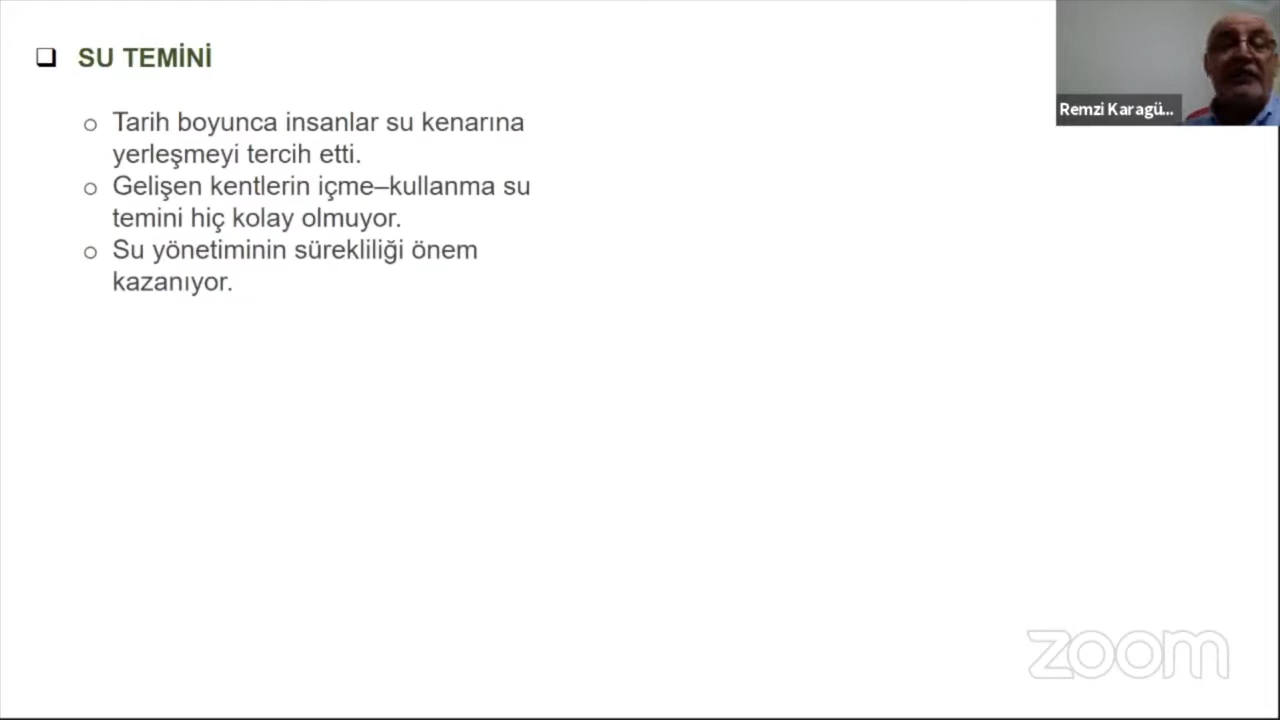 SU TEMİNİ
Tarih boyunca insanlar su kenarına
yerleşmeyi tercih etti.
Gelişen kentlerin içme–kullanma su
temini hiç kolay olmuyor.
Su yönetiminin sürekliliği önem
kazanıyor.
Remzi Karagü...
zoom